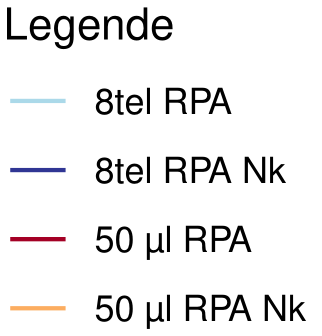 Legende
8tel RPA
8tel RPA Nk
50 µl RPA
50 µl RPA Nk